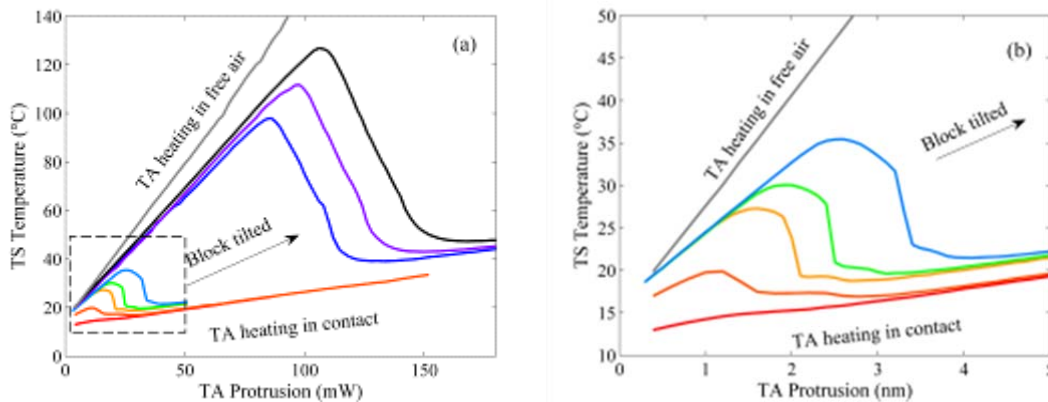 140
120
100
80
60
40
20
0
TS Temperature (°C)
(a)
TA heating in free air
Block tilted
TA heating in contact
0
50
100
150
TA Protrusion (mW)
50
45
40
35
30
25
20
15
10
TS Temperature (°C)
(b)
TA heating in free air
Block tilted
TA heating in contact
0
1
2
3
4
5
TA Protrusion (nm)